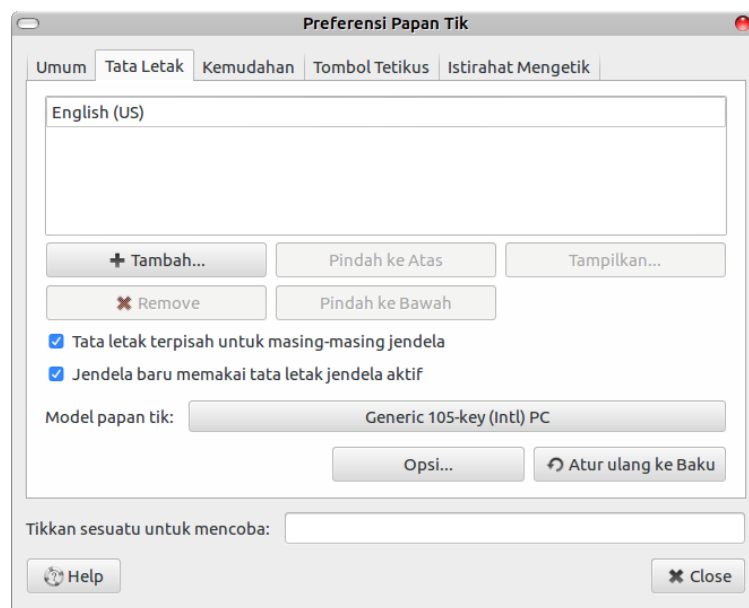 Preferensi Papan Tik
Umum Tata Letak Kemudahan Tombol Tetikus Istirahat Mengetik
English (US)
Tambah... Pindah ke Atas Tampilkan...
Remove Pindah ke Bawah
Tata letak terpisah untuk masing-masing jendela
Jendela baru memakai tata letak jendela aktif
Model papan tik: Generic 105-key (Intl) PC
Opsi... Atur ulang ke Baku
Tikkan sesuatu untuk mencoba:
Help Close